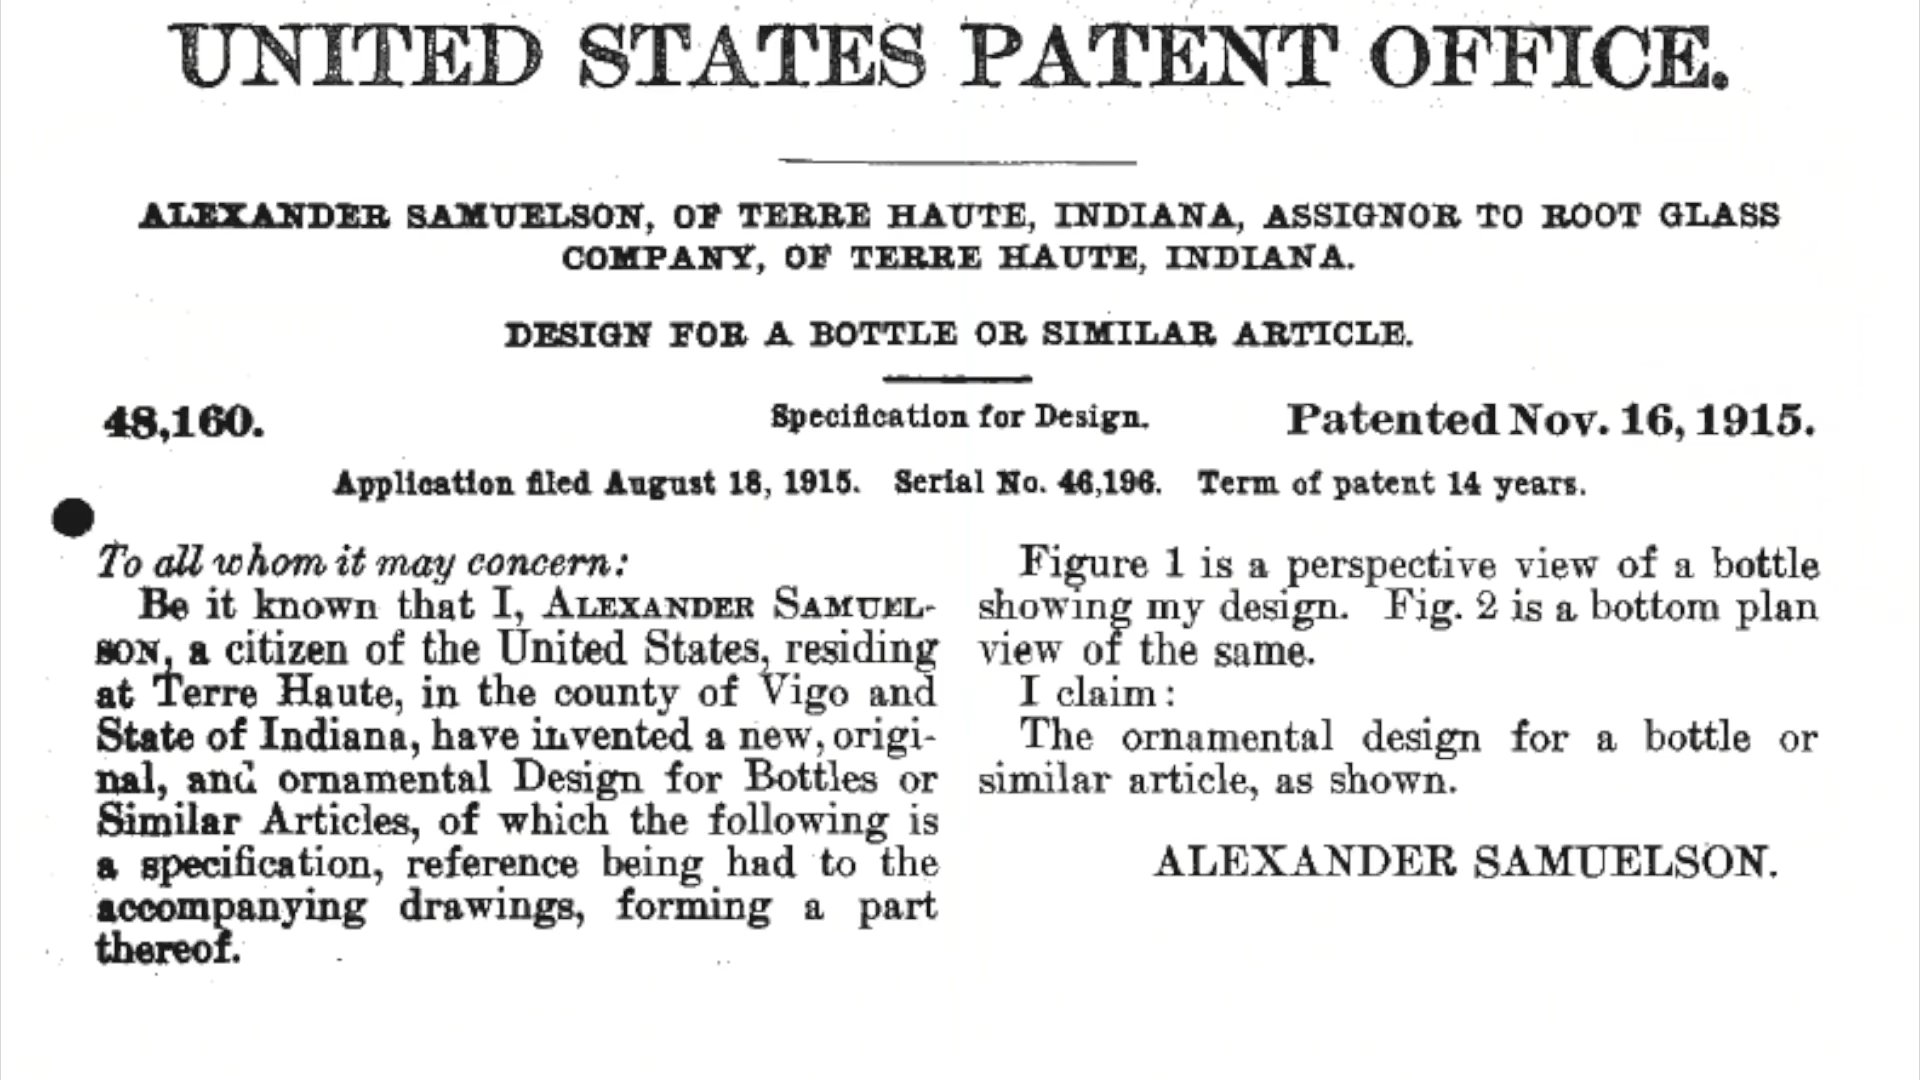 UNITED STATES PATENT OFFICE.
ALEXANDER SAMUELSON, OF TERRE HAUTE, INDIANA, ASSIGNOR TO ROOT GLASS
COMPANY, OF TERRE HAUTE, INDIANA.
DESIGN FOR A BOTTLE OR SIMILAR ARTICLE.
48,160.
Specification for Design.
Patented Nov. 16, 1915.
Application filed August 18, 1915. Serial No. 46,196. Term of patent 14 years.
To all whom it may concern:
Be it known that I, ALEXANDER SAMUEL-
SON, a citizen of the United States, residing
at Terre Haute, in the county of Vigo and
State of Indiana, have invented a new, origi-
nal, and ornamental Design for Bottles or
Similar Articles, of which the following is
a specification, reference being had to the
accompanying drawings, forming a part
thereof.
Figure 1 is a perspective view of a bottle
showing my design. Fig. 2 is a bottom plan
view of the same.
I claim:
The ornamental design for a bottle or
similar article, as shown.
ALEXANDER SAMUELSON.